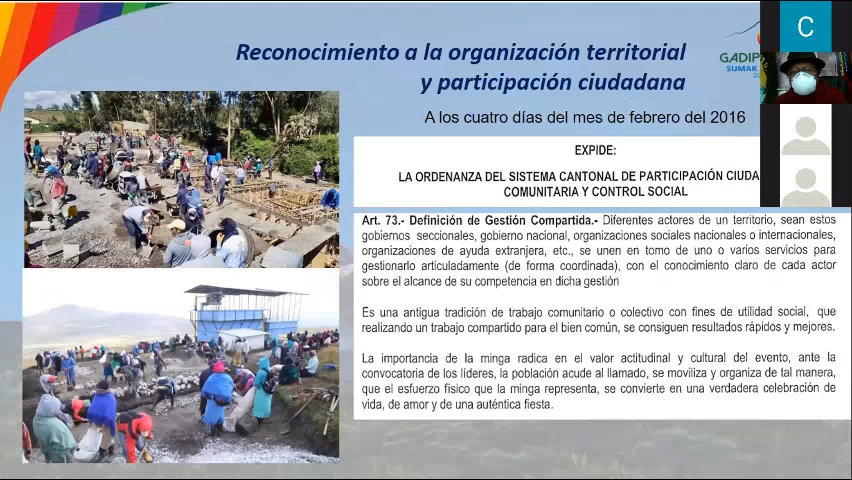 Reconocimiento a la organización territorial
y participación ciudadana
C
SUMAK
A los cuatro días del mes de febrero del 2016
EXPIDE:
LA ORDENANZA DEL SISTEMA CANTONAL DE PARTICIPACIÓN CIUDA
COMUNITARIA Y CONTROL SOCIAL
Art. 73.- Definición de Gestión Compartida.- Diferentes actores de un territorio, sean estos
gobiernos seccionales, gobierno nacional, organizaciones sociales nacionales o internacionales,
organizaciones de ayuda extranjera, etc., se unen en torno de uno o varios servicios para
gestionarlo articuladamente (de forma coordinada), con el conocimiento claro de cada actor
sobre el alcance de su competencia en dicha gestión
Es una antigua tradición de trabajo comunitario o colectivo con fines de utilidad social, que
realizando un trabajo compartido para el bien común, se consiguen resultados rápidos y mejores.
La importancia de la minga radica en el valor actitudinal y cultural del evento, ante la
convocatoria de los líderes, la población acude al llamado, se moviliza y organiza de tal manera,
que el esfuerzo físico que la minga representa, se convierte en una verdadera celebración de
vida, de amor y de una auténtica fiesta.